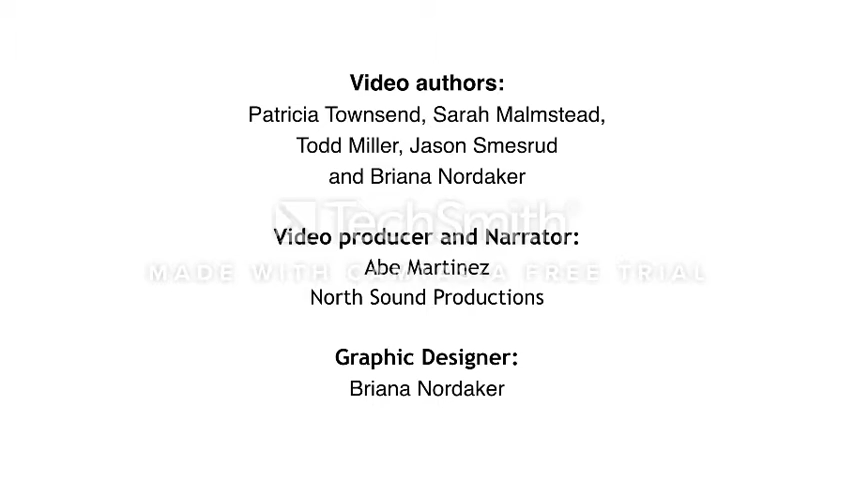 Video authors:
Patricia Townsend, Sarah Malmstead,
Todd Miller, Jason Smesrud
and Briana Nordaker
TechSmith®
Video producer and Narrator:
Abe Martinez
MADE WITH CAMTASIA FREE TRIAL
North Sound Productions
Graphic Designer:
Briana Nordaker